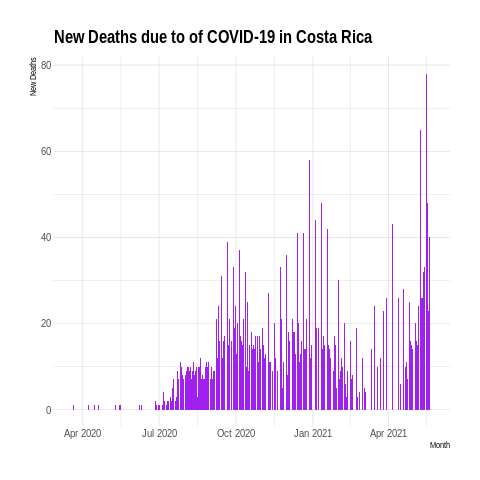 New Deaths due to of COVID-19 in Costa Rica
New Deaths
80
60
40
20
0
Apr 2020 Jul 2020 Oct 2020 Jan 2021 Apr 2021
Month